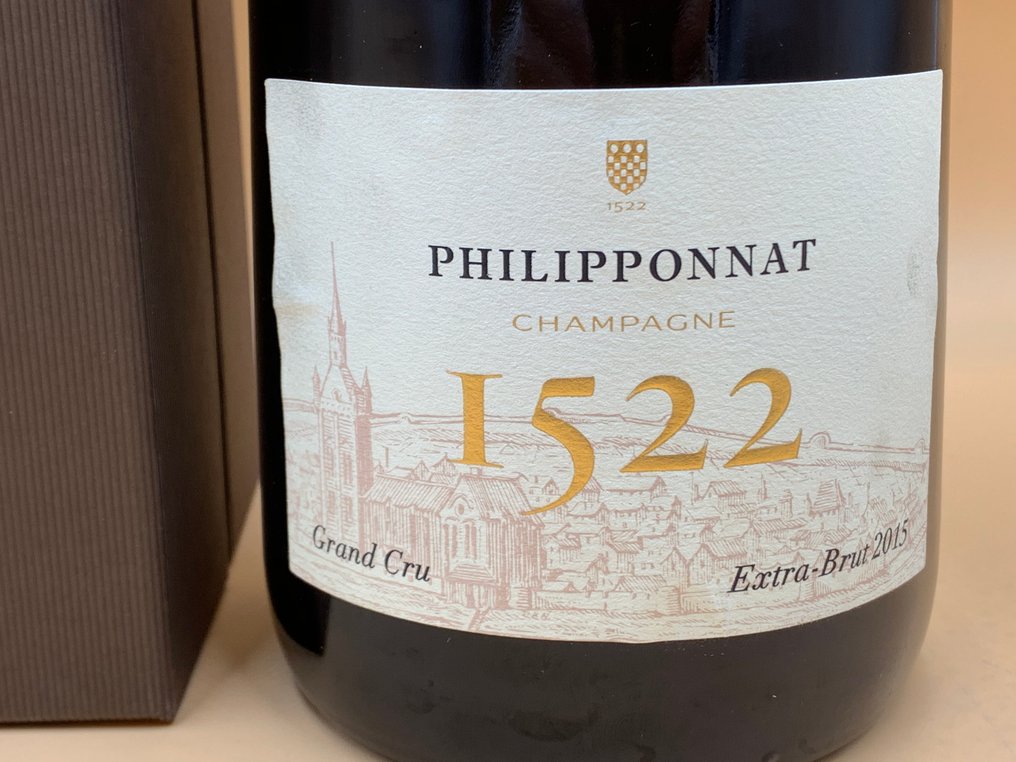 1522
PHILIPPONNAT
CHAMPAGNE
1522
Grand Cru
Extra-Brut 2015